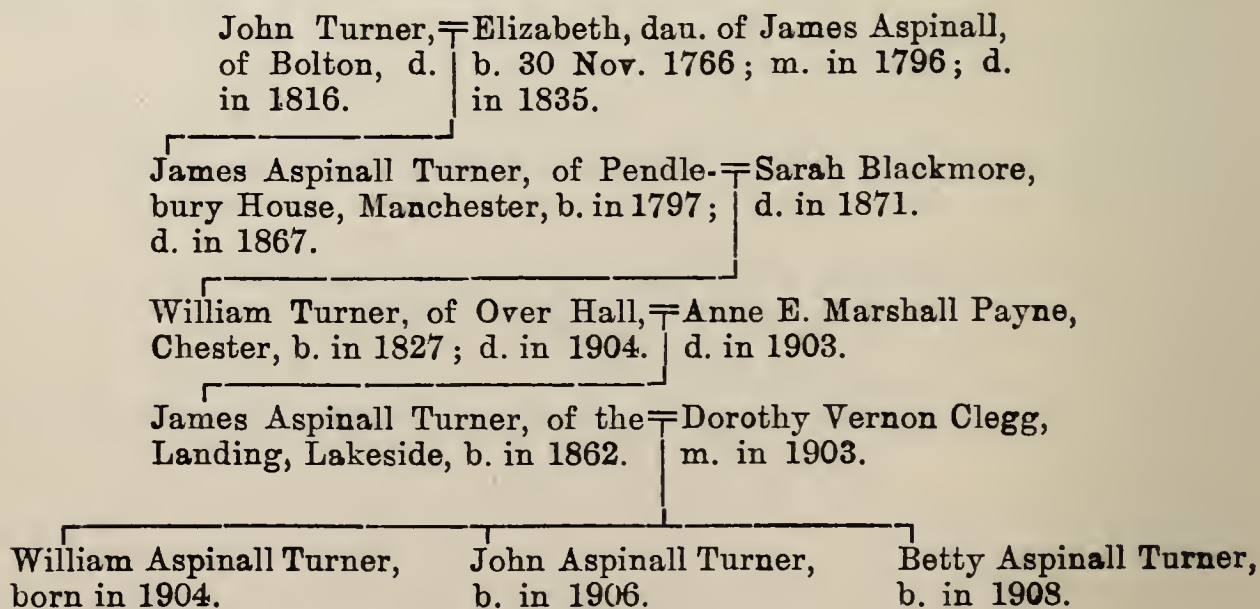 John Turner, Elizabeth, dau. of James Aspinall,
of Bolton, d. b. 30 Nov. 1766; m. in 1796; d.
in 1816. in 1835.
James Aspinall Turner, of Pendle- Sarah Blackmore,
bury House, Manchester, b. in 1797; d. in 1871.
d. in 1867.
William Turner, of Over Hall, Anne E. Marshall Payne,
Chester, b. in 1827; d. in 1904. d. in 1903.
James Aspinall Turner, of the Dorothy Vernon Clegg,
Landing, Lakeside, b. in 1862. m. in 1903.
William Aspinall Turner, John Aspinall Turner, Betty Aspinall Turner,
born in 1904. b. in 1906. b. in 1908.